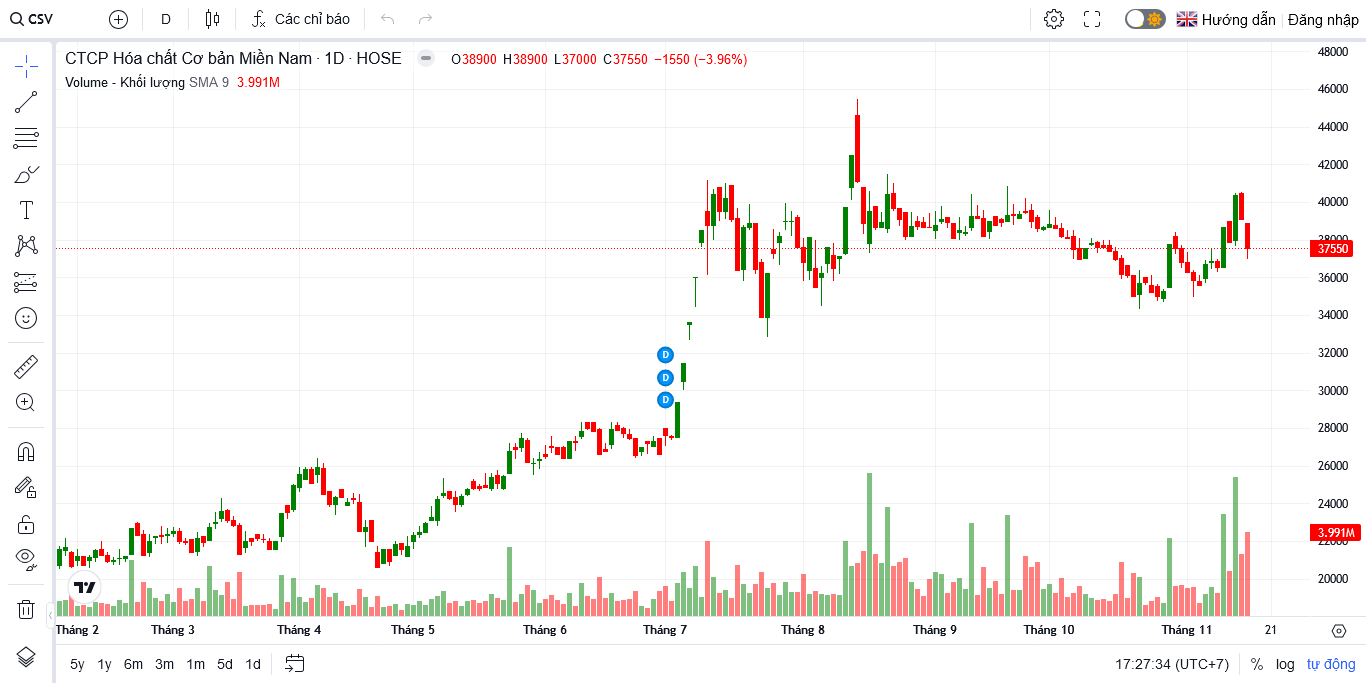 CSV D Các chỉ báo Hướng dẫn Đăng nhập
CTCP Hóa chất Cơ bản Miền Nam · 1D · HOSE O38900 H38900 L37000 C37550 −1550 (−3.96%)
Volume - Khối lượng SMA 9 3.991M
48000
46000
44000
42000
40000
38000
37550
36000
34000
32000
D
D
30000
D
28000
26000
24000
3.991M
22000
20000
Tháng 2 Tháng 3 Tháng 4 Tháng 5 Tháng 6 Tháng 7 Tháng 8 Tháng 9 Tháng 10 Tháng 11 21
5y 1y 6m 3m 1m 5d 1d 17:27:34 (UTC+7) % log tự động